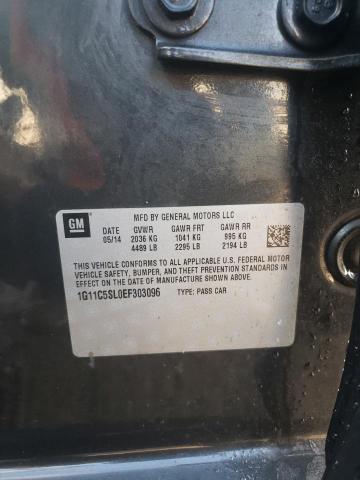 GM
MFD BY GENERAL MOTORS LLC
DATE GVWR GAWR FRT GAWR RR
05/14 2036 KG 1041 KG 995 KG
4489 LB 2295 LB 2194 LB
THIS VEHICLE CONFORMS TO ALL APPLICABLE U.S. FEDERAL MOTOR
VEHICLE SAFETY, BUMPER, AND THEFT PREVENTION STANDARDS
IN EFFECT ON THE DATE OF MANUFACTURE SHOWN ABOVE.
1G11C5SL0EF303096 TYPE: PASS CAR